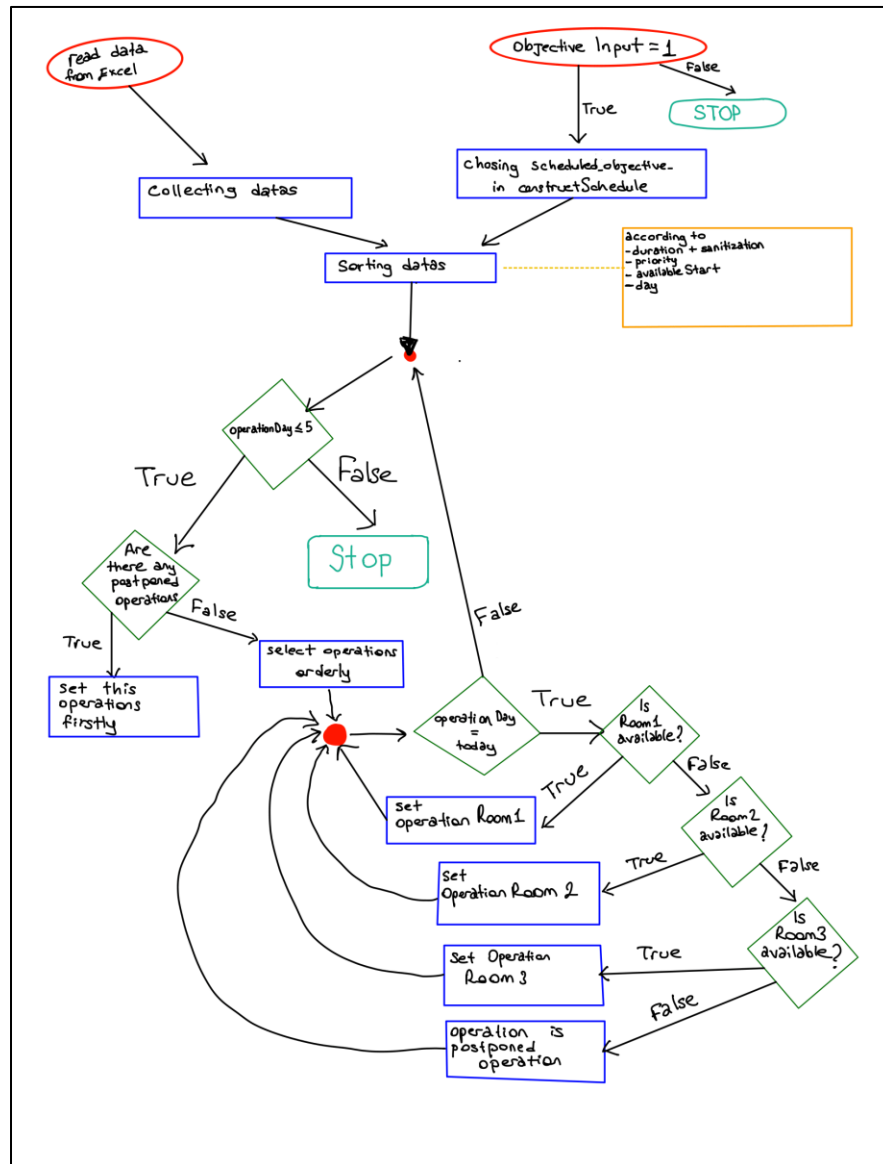 read data
from Excel
Objective Input = 1
False
True
STOP
Collecting datas
Chosing Scheduled_objective_
in constructSchedule
Sorting datas
according to
-duration + sanitization
-priority
- available Start
-day
operationDay ≤ 5
True
False
Stop
Are
there any
postponed
operations
True
False
set this
operations
firstly
select operations
orderly
False
operation Day
=
today
True
Is
Room1
available?
True
False
set
operation Room1
Is
Room2
available?
True
False
set
Operation Room 2
Is
Room3
available?
True
set Operation
Room 3
False
operation is
postponed
operation